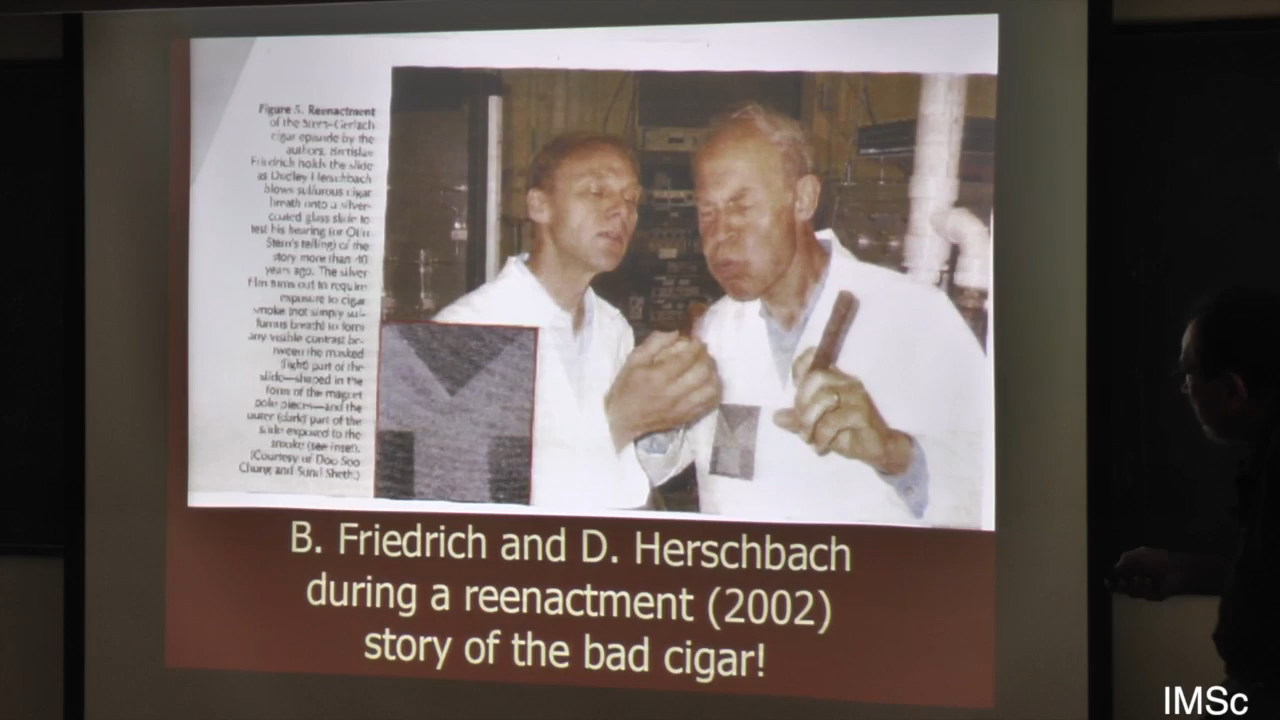 Figure 5. Reenactment
of the Stern–Gerlach
cigar episode by the
authors. Bretislav
Friedrich holds the slide
as Dudley Herschbach
blows sulfurous cigar
breath onto a silver-
coated glass slide to
test his hearing (or Otto
Stern's telling) of the
story more than 40
years ago. The silver
film turns out to require
exposure to cigar
smoke (not simply sul-
furous breath) to form
any visible contrast be-
tween the masked
(light) part of the
slide—shaped in the
form of the magnet
pole pieces—and the
outer (dark) part of the
slide exposed to the
smoke (see inset).
(Courtesy of Doo Soo
Chung and Sunil Sheth.)
B. Friedrich and D. Herschbach
during a reenactment (2002)
story of the bad cigar!
IMSc